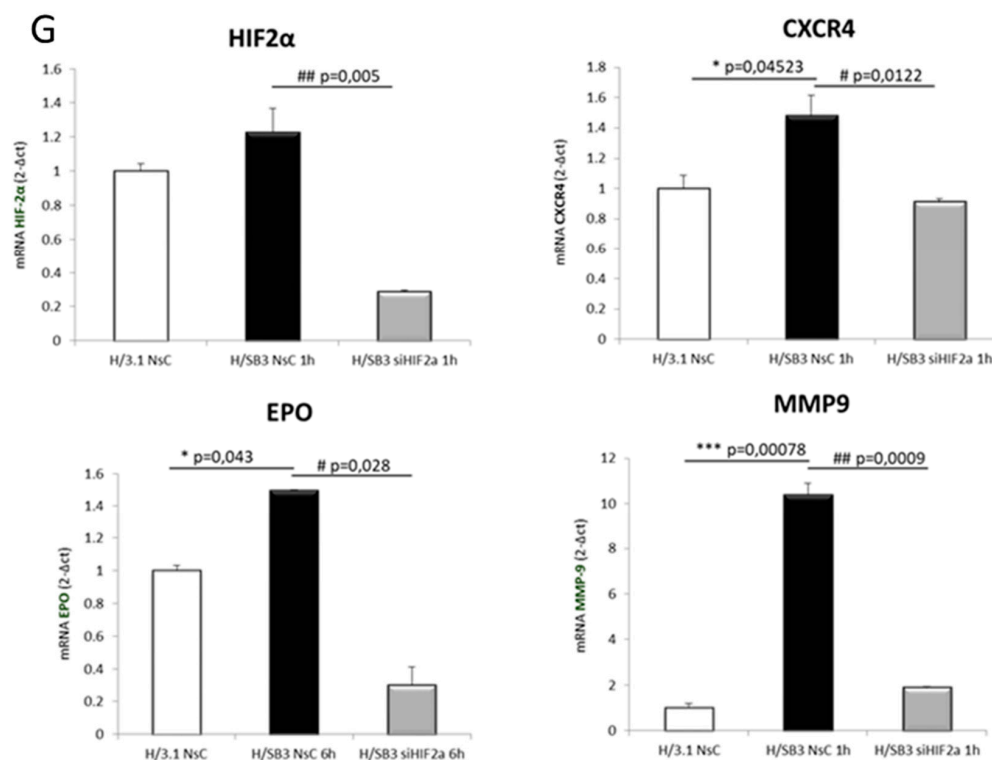 G
HIF2α
## p=0,005
1.6
1.4
1.2
1
0.8
0.6
0.4
0.2
0
mRNA HIF-2α (2-Δct)
H/3.1 NsC
H/SB3 NsC 1h
H/SB3 siHIF2a 1h
CXCR4
* p=0,04523
# p=0,0122
1.8
1.6
1.4
1.2
1
0.8
0.6
0.4
0.2
0
mRNA CXCR4 (2-Δct)
H/3.1 NsC
H/SB3 NsC 1h
H/SB3 siHIF2a 1h
EPO
* p=0,043
# p=0,028
1.6
1.4
1.2
1
0.8
0.6
0.4
0.2
0
mRNA EPO (2-Δct)
H/3.1 NsC
H/SB3 NsC 6h
H/SB3 siHIF2a 6h
MMP9
*** p=0,00078
## p=0,0009
12
10
8
6
4
2
0
mRNA MMP-9 (2-Δct)
H/3.1 NsC
H/SB3 NsC 1h
H/SB3 siHIF2a 1h